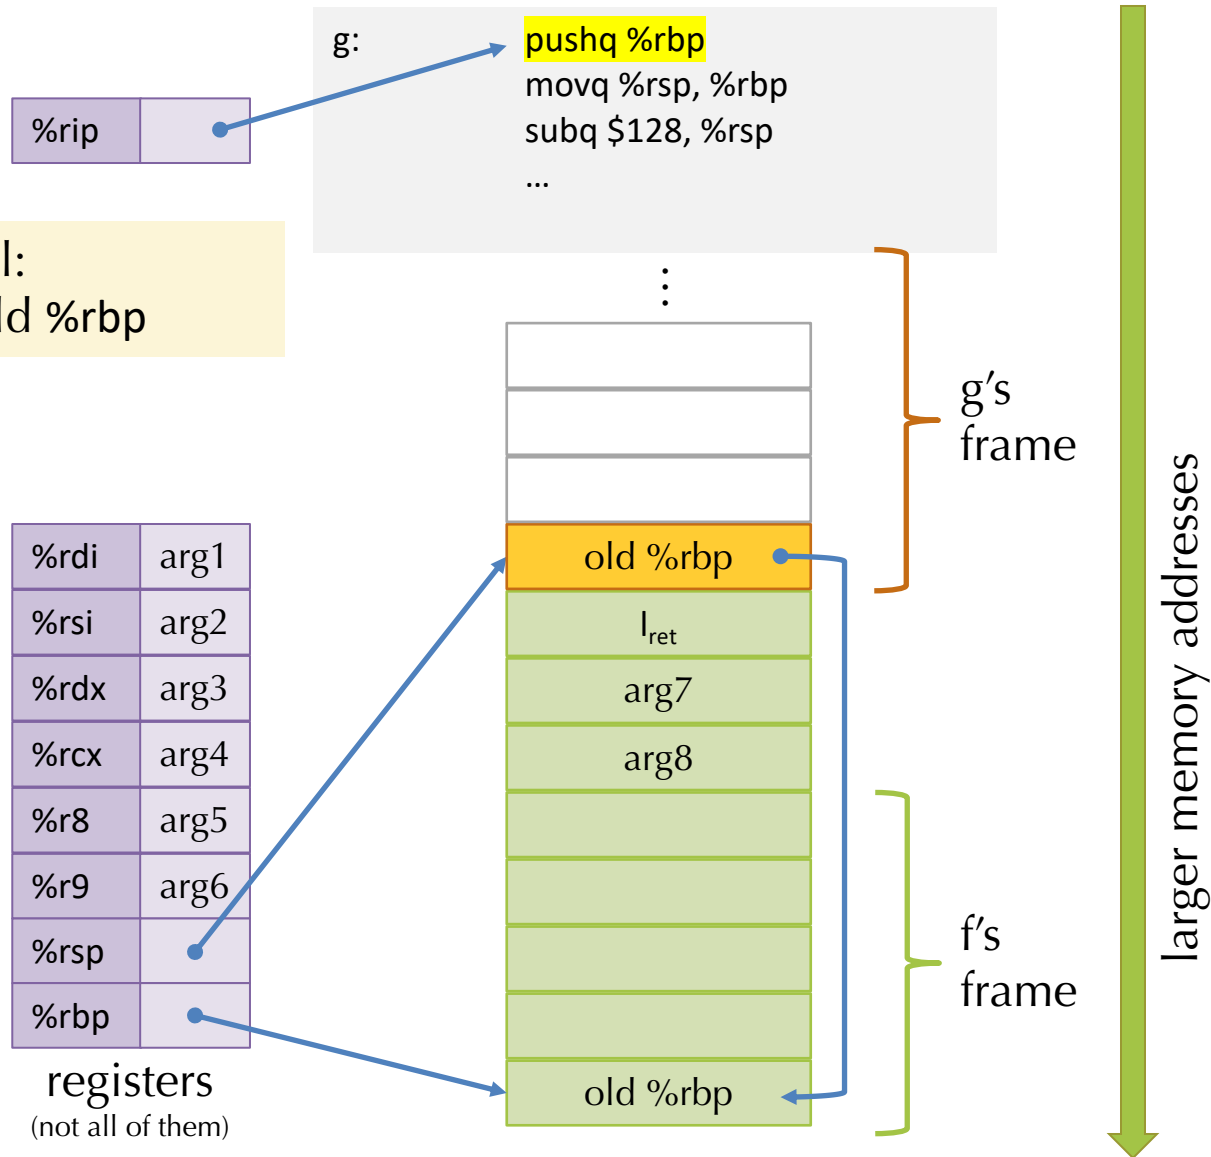 g:
pushq %rbp
movq %rsp, %rbp
subq $128, %rsp
…
%rip
l:
ld %rbp
⋮
g's
frame
old %rbp
l_ret
arg7
arg8
f's
frame
old %rbp
%rdi arg1
%rsi arg2
%rdx arg3
%rcx arg4
%r8 arg5
%r9 arg6
%rsp
%rbp
registers
(not all of them)
larger memory addresses